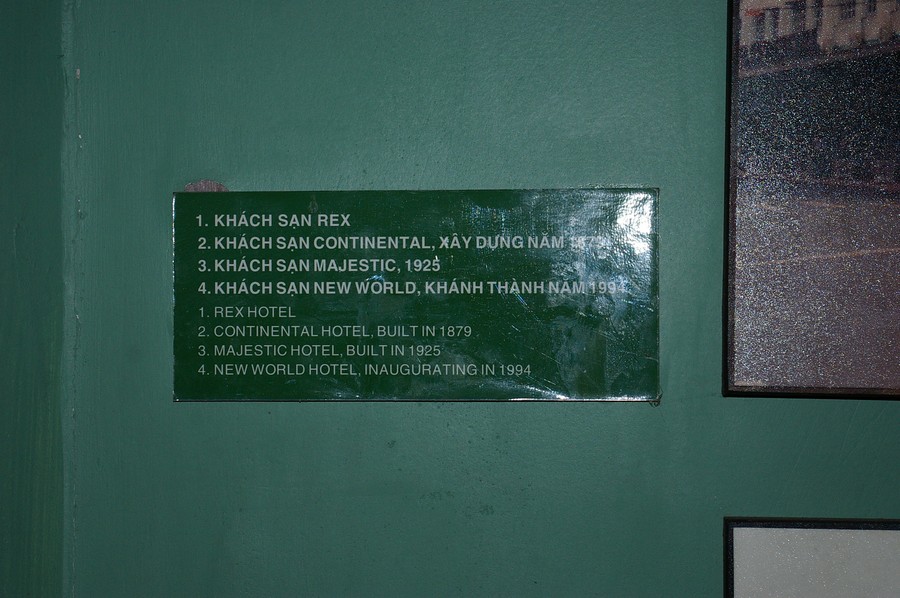 1. KHÁCH SẠN REX
2. KHÁCH SẠN CONTINENTAL, XÂY DỰNG NĂM 1879
3. KHÁCH SẠN MAJESTIC, 1925
4. KHÁCH SẠN NEW WORLD, KHÁNH THÀNH NĂM 1994
1. REX HOTEL
2. CONTINENTAL HOTEL, BUILT IN 1879
3. MAJESTIC HOTEL, BUILT IN 1925
4. NEW WORLD HOTEL, INAUGURATING IN 1994